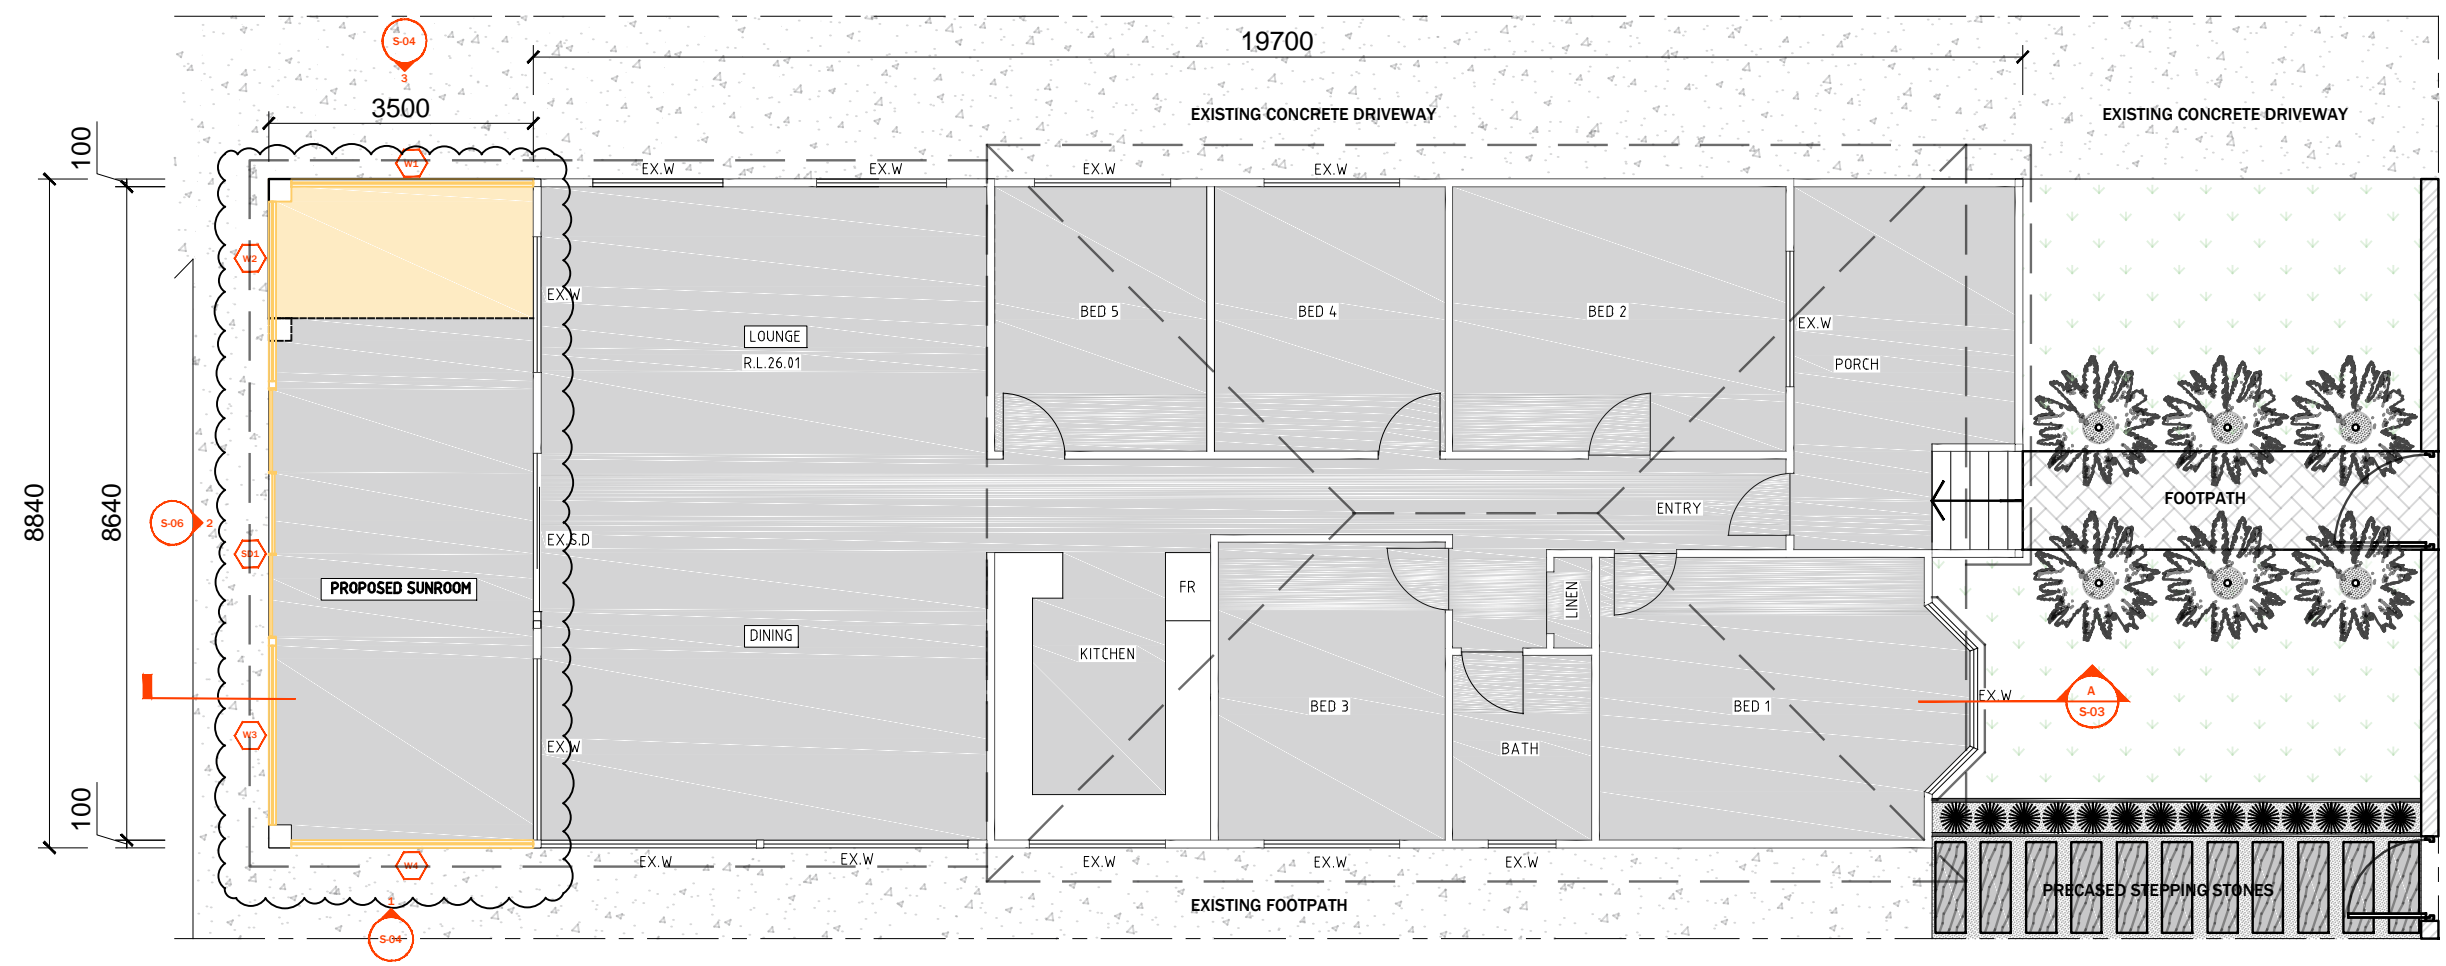 S-04
3
19700
3500
100
EXISTING CONCRETE DRIVEWAY
EXISTING CONCRETE DRIVEWAY
W1
EX.W
EX.W
EX.W
EX.W
W2
EX.W
LOUNGE
R.L.26.01
BED 5
BED 4
BED 2
EX.W
PORCH
8840
8640
S-06
2
SD1
EX.S.D
ENTRY
FOOTPATH
PROPOSED SUNROOM
DINING
KITCHEN
FR
LINEN
BED 3
BED 1
BATH
EX.W
A
S-03
W3
EX.W
100
W4
EX.W
EX.W
EX.W
EX.W
EX.W
1
S-04
EXISTING FOOTPATH
PRECASED STEPPING STONES